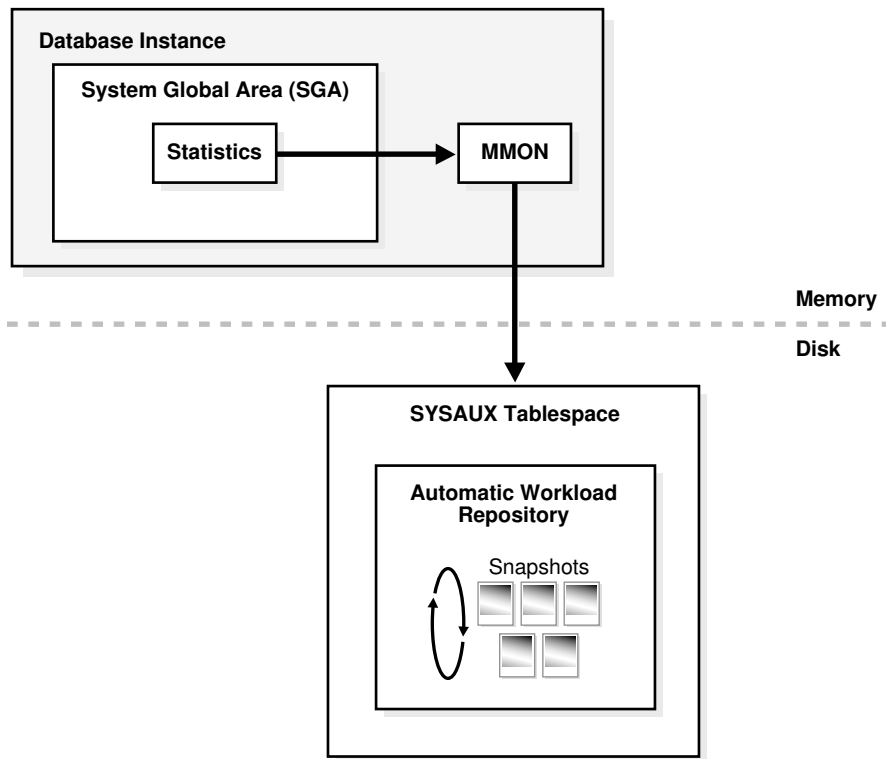 Database Instance
System Global Area (SGA)
Statistics
MMON
Memory
Disk
SYSAUX Tablespace
Automatic Workload
Repository
Snapshots